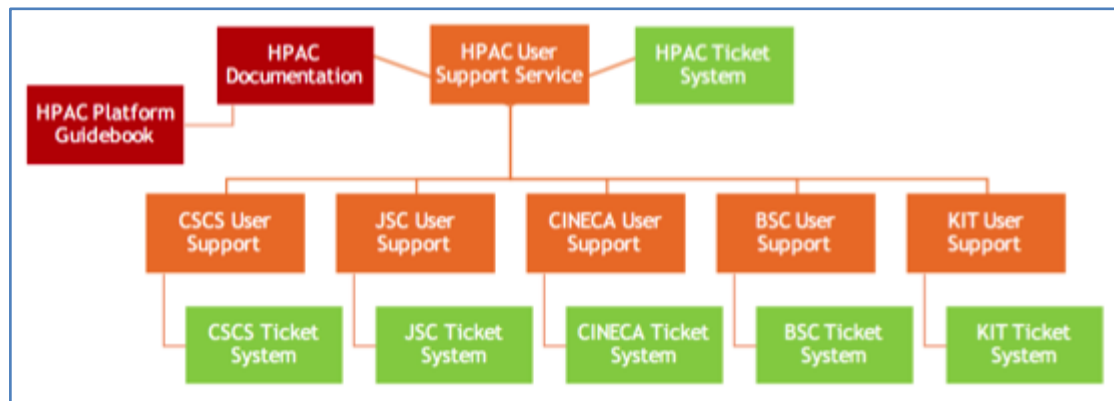 HPAC
Documentation
HPAC User
Support Service
HPAC Ticket
System
HPAC Platform
Guidebook
CSCS User
Support
JSC User
Support
CINECA User
Support
BSC User
Support
KIT User
Support
CSCS Ticket
System
JSC Ticket
System
CINECA Ticket
System
BSC Ticket
System
KIT Ticket
System